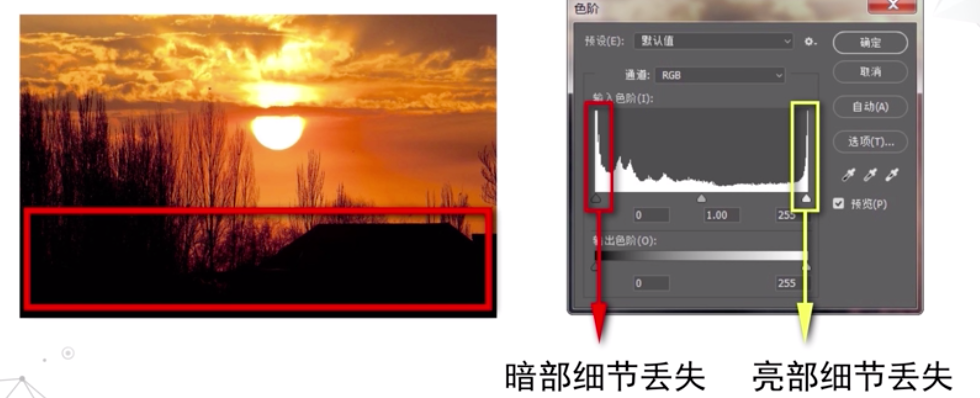 色阶
预设(E): 默认值
确定
通道: RGB
取消
输入色阶(I):
自动(A)
选项(T)...
预览(P)
0 1.00 255
输出色阶(O):
0 255
暗部细节丢失 亮部细节丢失